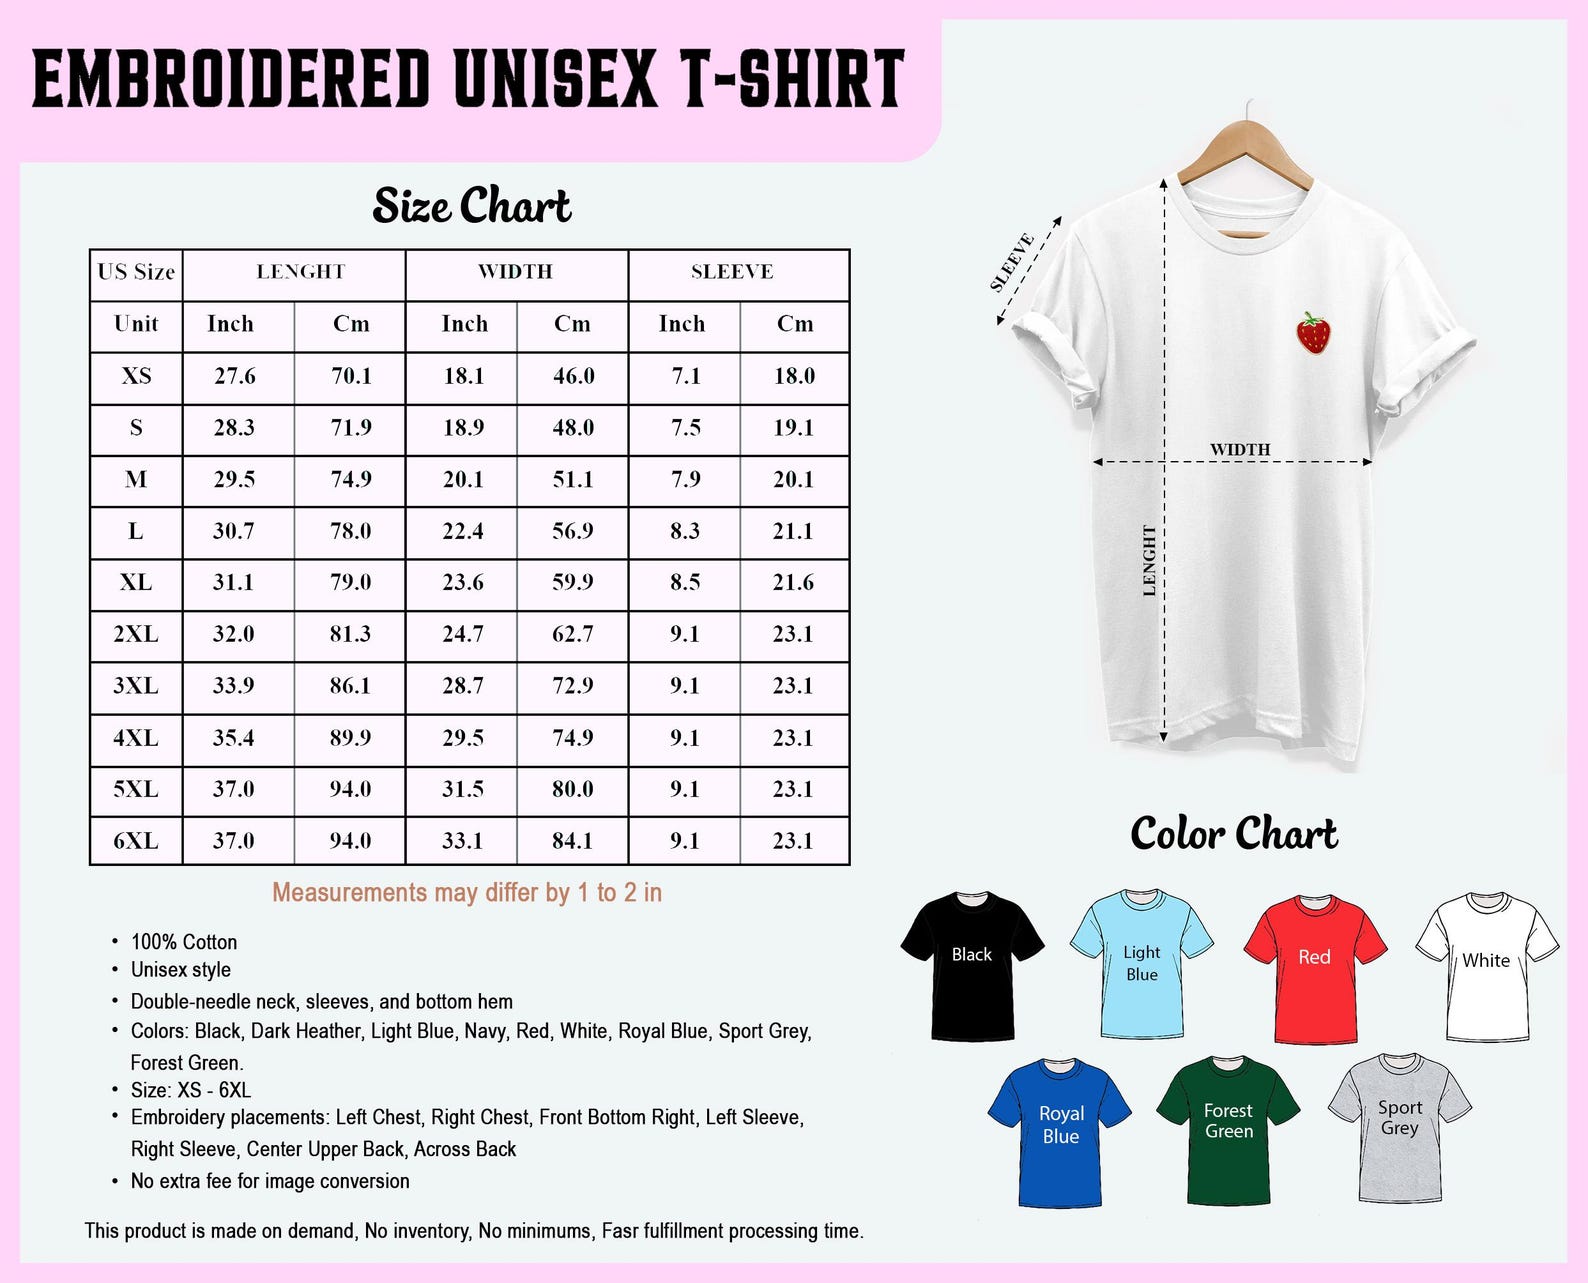 EMBROIDERED UNISEX T-SHIRT
Size Chart
US Size LENGHT WIDTH SLEEVE
Unit Inch Cm Inch Cm Inch Cm
XS 27.6 70.1 18.1 46.0 7.1 18.0
S 28.3 71.9 18.9 48.0 7.5 19.1
M 29.5 74.9 20.1 51.1 7.9 20.1
L 30.7 78.0 22.4 56.9 8.3 21.1
XL 31.1 79.0 23.6 59.9 8.5 21.6
2XL 32.0 81.3 24.7 62.7 9.1 23.1
3XL 33.9 86.1 28.7 72.9 9.1 23.1
4XL 35.4 89.9 29.5 74.9 9.1 23.1
5XL 37.0 94.0 31.5 80.0 9.1 23.1
6XL 37.0 94.0 33.1 84.1 9.1 23.1
Measurements may differ by 1 to 2 in
• 100% Cotton
• Unisex style
• Double-needle neck, sleeves, and bottom hem
• Colors: Black, Dark Heather, Light Blue, Navy, Red, White, Royal Blue, Sport Grey,
Forest Green.
• Size: XS - 6XL
• Embroidery placements: Left Chest, Right Chest, Front Bottom Right, Left Sleeve,
Right Sleeve, Center Upper Back, Across Back
• No extra fee for image conversion
This product is made on demand, No inventory, No minimums, Fasr fulfillment processing time.
SLEEVE
WIDTH
LENGHT
Color Chart
Black
Light
Blue
Red
White
Royal
Blue
Forest
Green
Sport
Grey